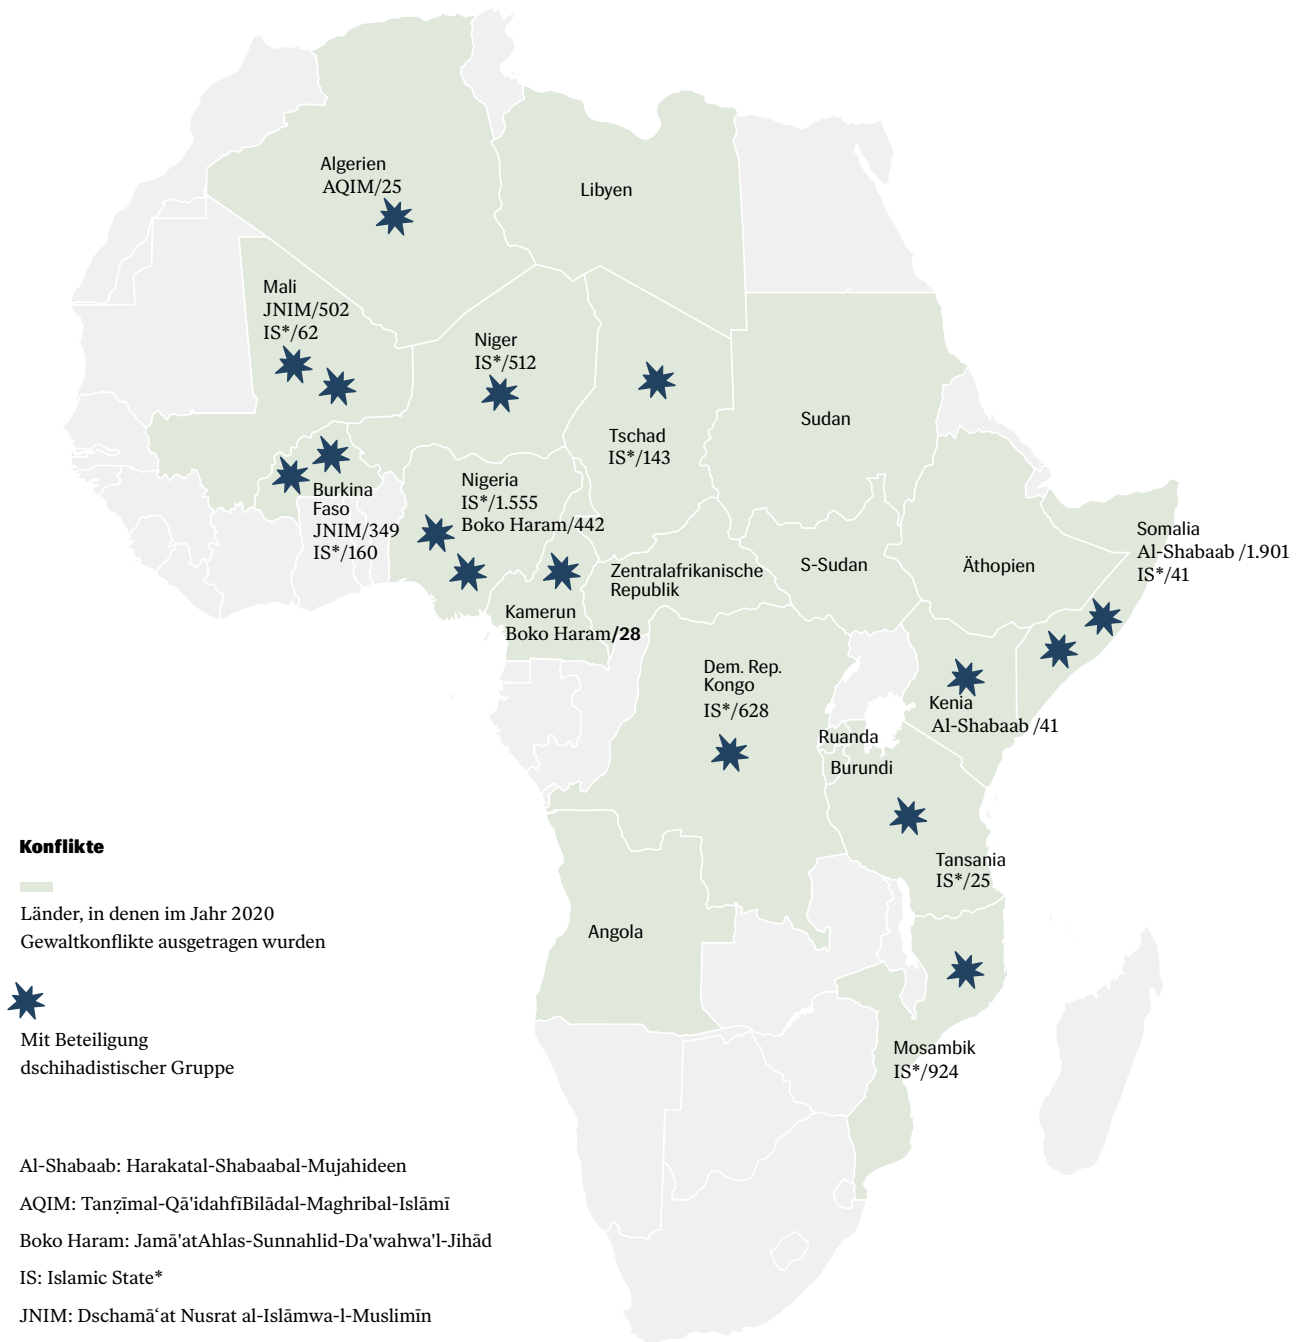 Algerien
AQIM/25
Libyen
Mali
JNIM/502
IS*/62
Niger
IS*/512
Tschad
IS*/143
Sudan
Burkina
Faso
JNIM/349
IS*/160
Nigeria
IS*/1.555
Boko Haram/442
Kamerun
Boko Haram/28
Zentralafrikanische
Republik
S-Sudan
Äthiopien
Somalia
Al-Shabaab /1.901
IS*/41
Dem. Rep.
Kongo
IS*/628
Kenia
Al-Shabaab /41
Ruanda
Burundi
Tansania
IS*/25
Angola
Mosambik
IS*/924
Konflikte
Länder, in denen im Jahr 2020
Gewaltkonflikte ausgetragen wurden
Mit Beteiligung
dschihadistischer Gruppe
Al-Shabaab: Harakatal-Shabaabal-Mujahideen
AQIM: Tanẓīmal-Qā'idahfīBilādal-Maghribal-Islāmī
Boko Haram: Jamā'atAhlas-Sunnahlid-Da'wahwa'l-Jihād
IS: Islamic State*
JNIM: Dschamāʻat Nusrat al-Islāmwa-l-Muslimīn